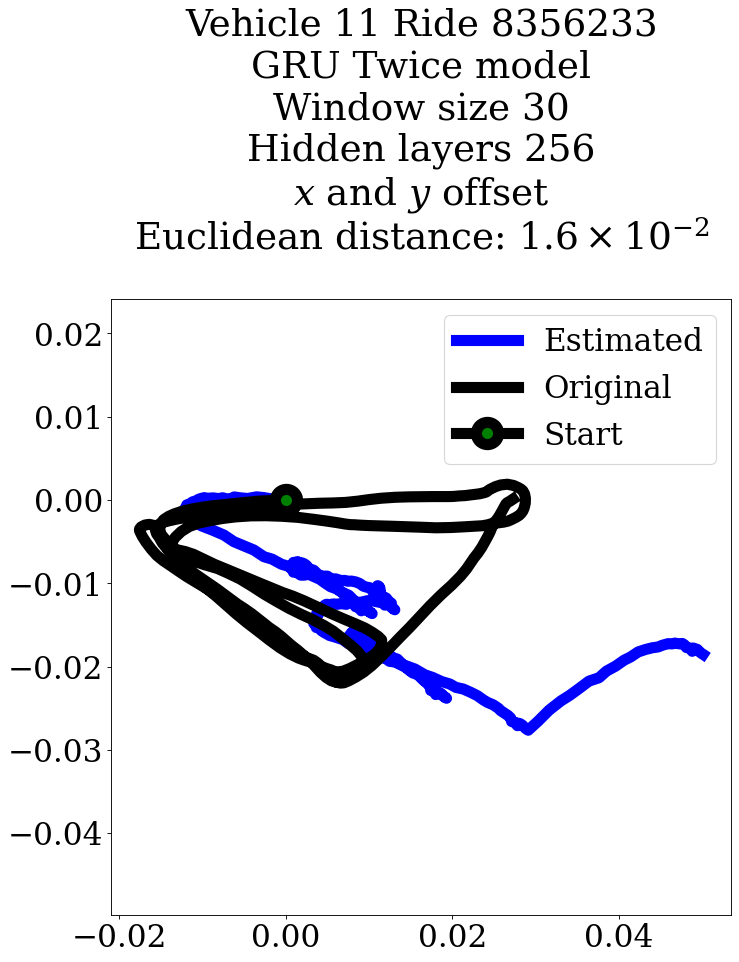 Vehicle 11 Ride 8356233
GRU Twice model
Window size 30
Hidden layers 256
x and y offset
Euclidean distance: 1.6 × 10⁻²
Estimated
Original
Start
0.02
0.01
0.00
−0.01
−0.02
−0.03
−0.04
−0.02 0.00 0.02 0.04